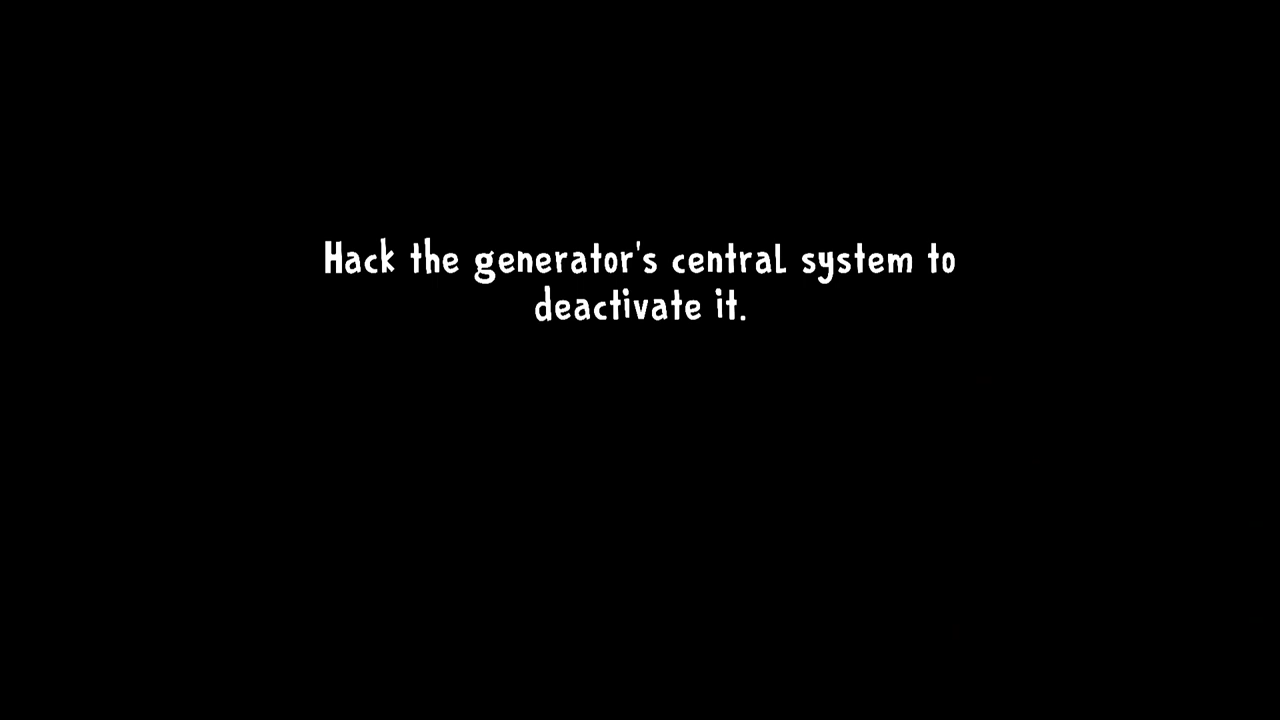 Hack the generator's central system to
deactivate it.